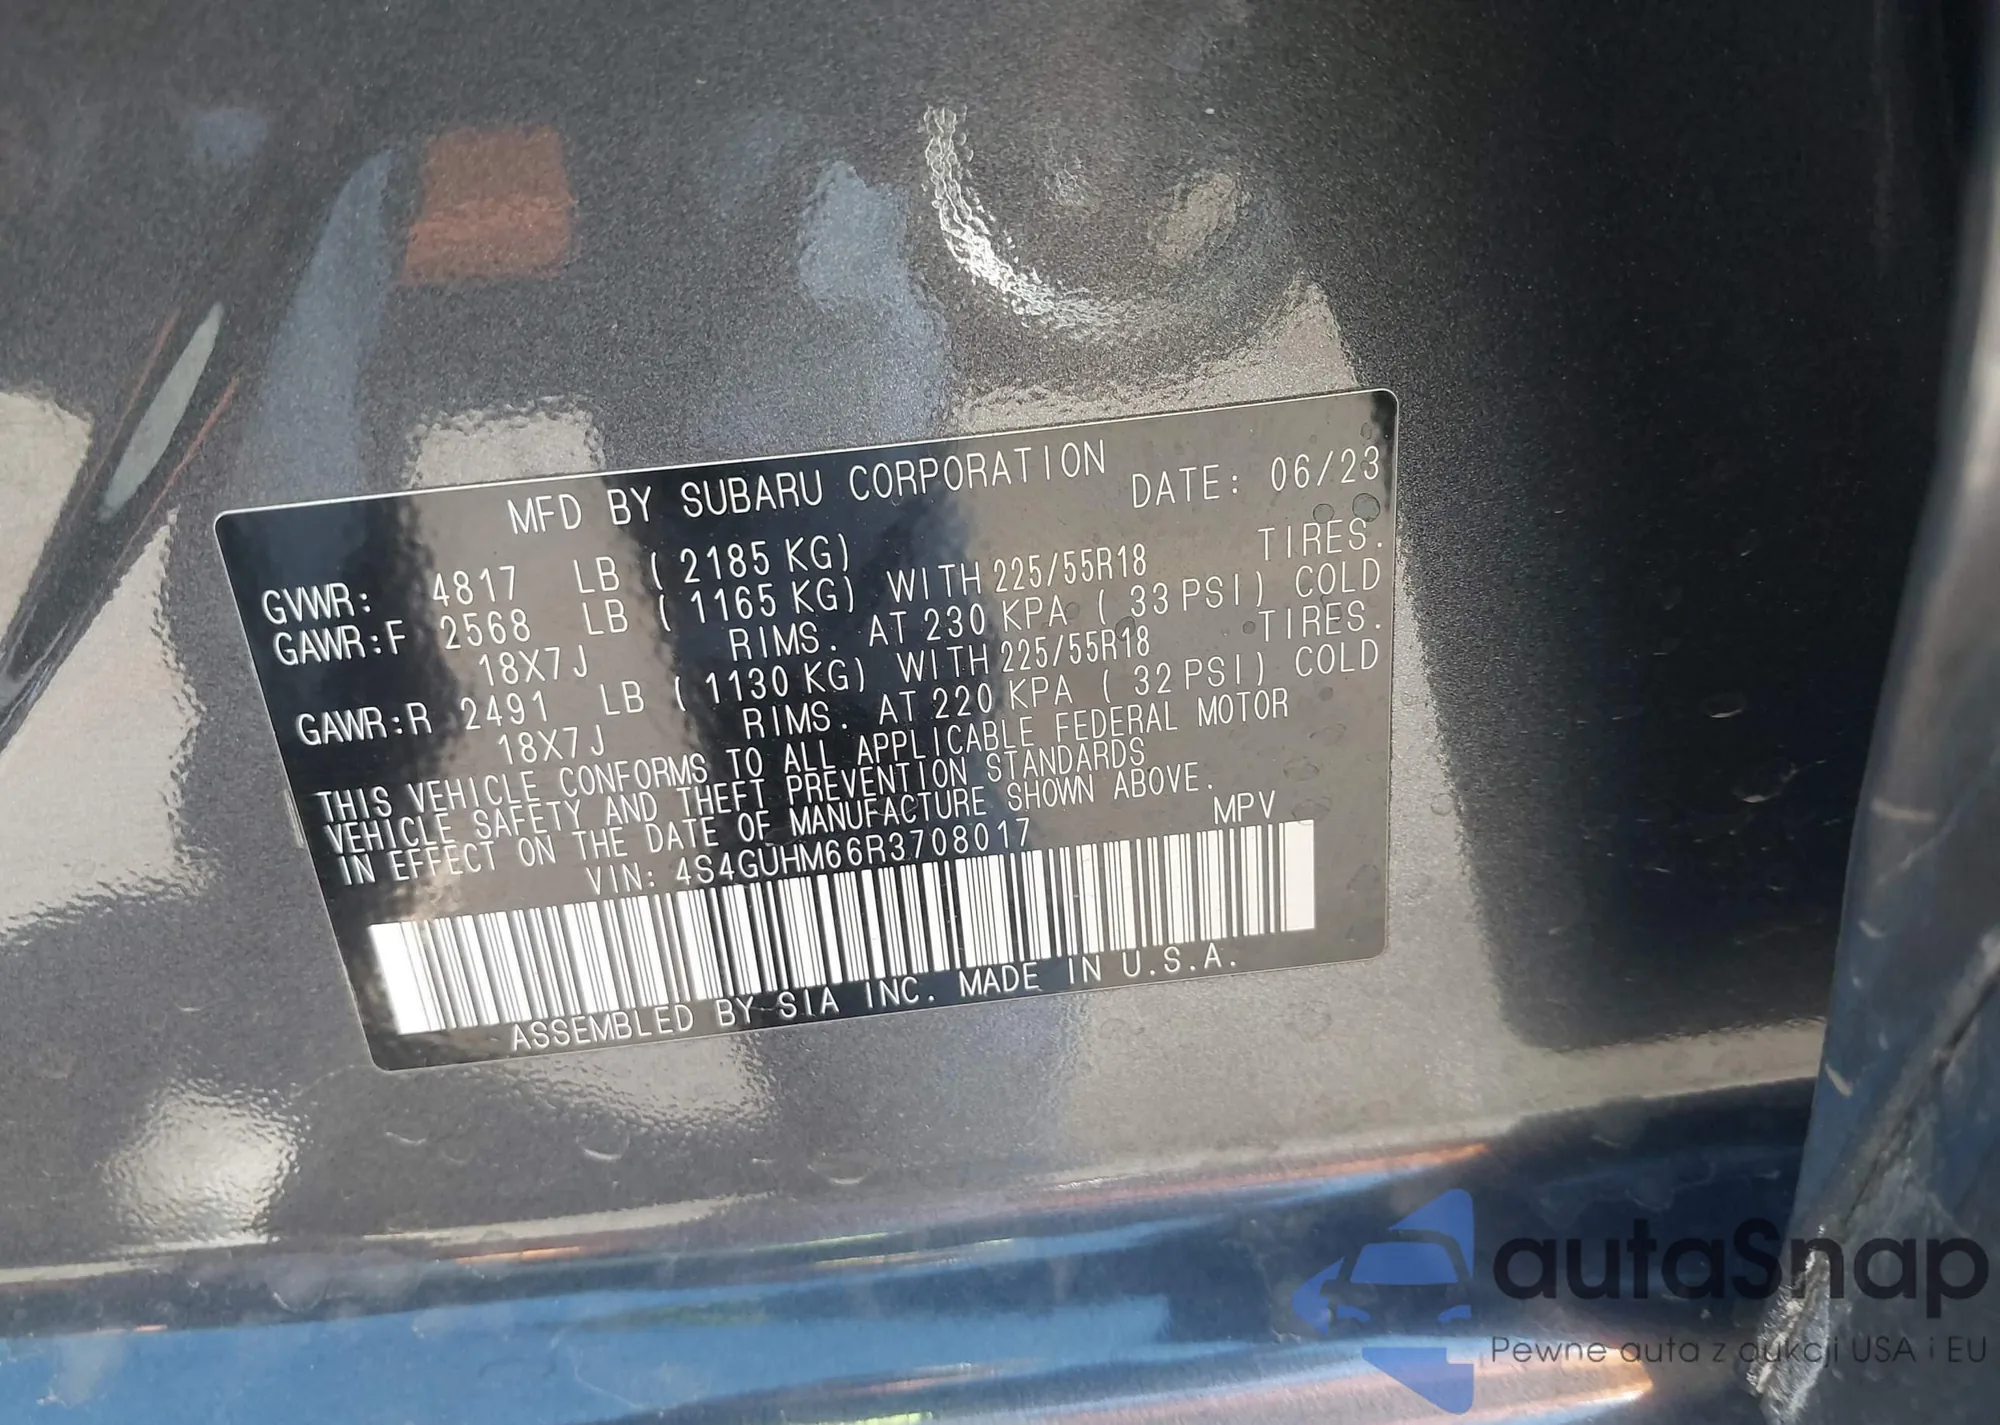 MFD BY SUBARU CORPORATION DATE: 06/23
GVWR: 4817 LB ( 2185 KG)
GAWR:F 2568 LB ( 1165 KG) WITH 225/55R18 TIRES.
18X7J RIMS. AT 230 KPA ( 33 PSI) COLD
GAWR:R 2491 LB ( 1130 KG) WITH 225/55R18 TIRES.
18X7J RIMS. AT 220 KPA ( 32 PSI) COLD
THIS VEHICLE CONFORMS TO ALL APPLICABLE FEDERAL MOTOR
VEHICLE SAFETY AND THEFT PREVENTION STANDARDS
IN EFFECT ON THE DATE OF MANUFACTURE SHOWN ABOVE.
VIN: 4S4GUHM66R3708017 MPV
ASSEMBLED BY SIA INC. MADE IN U.S.A.
autaSnap
Pewne auta z aukcji USA i EU